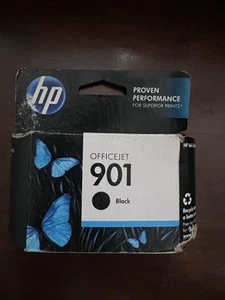 hp
PROVEN
PERFORMANCE
FOR SUPERIOR PRINTS*
OFFICEJET
901
Black